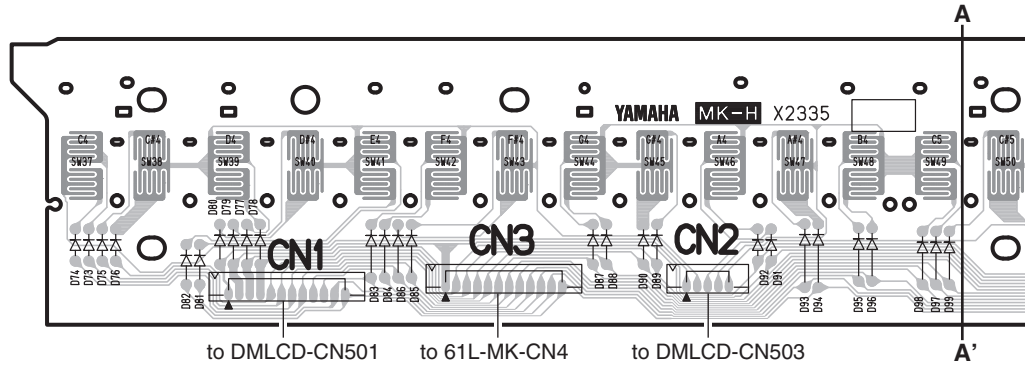 A
YAMAHA MK-H X2335
C4 C#4 D4 D#4 E4 F4 F#4 G4 G#4 A4 A#4 B4 C5 C#5
SW37 SW38 SW39 SW40 SW41 SW42 SW43 SW44 SW45 SW46 SW47 SW48 SW49 SW50
D80 D79 D77 D78
CN1 CN3 CN2
D74 D73 D75 D76 D82 D81 D83 D84 D86 D85 D87 D88 D90 D89 D92 D91 D93 D94 D95 D96 D98 D97 D99
to DMLCD-CN501 to 61L-MK-CN4 to DMLCD-CN503
A'